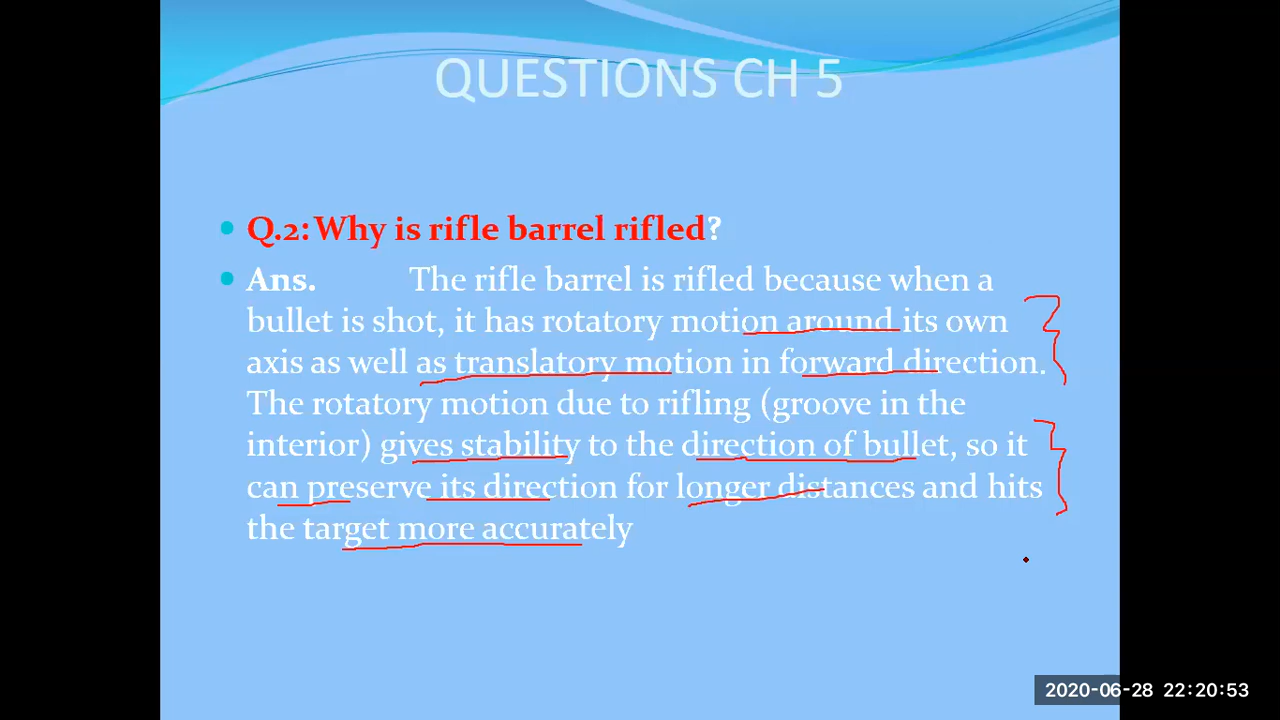 QUESTIONS CH 5
Q.2: Why is rifle barrel rifled?
Ans. The rifle barrel is rifled because when a
bullet is shot, it has rotatory motion around its own
axis as well as translatory motion in forward direction.
The rotatory motion due to rifling (groove in the
interior) gives stability to the direction of bullet, so it
can preserve its direction for longer distances and hits
the target more accurately
2020-06-28 22:20:53